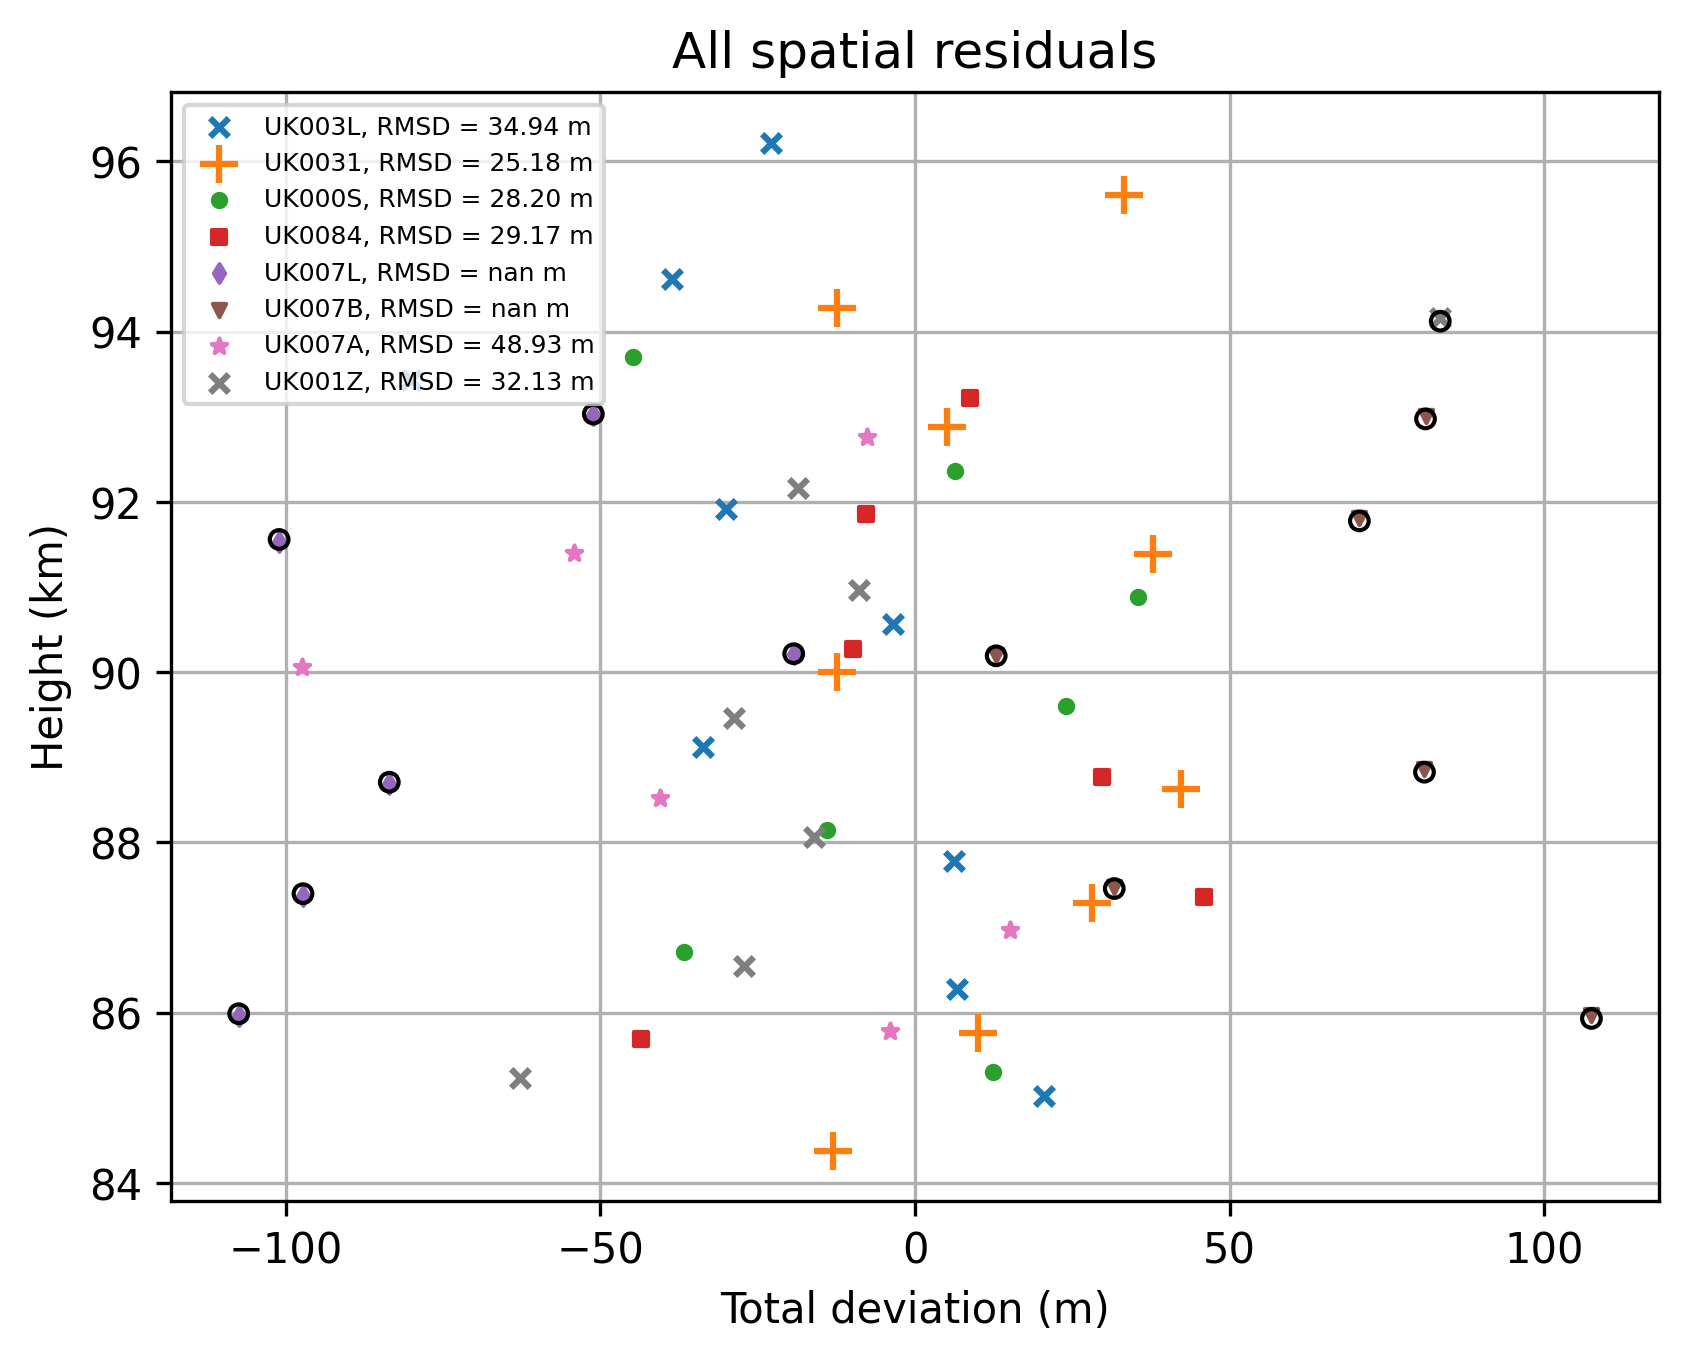 All spatial residuals
UK003L, RMSD = 34.94 m
UK0031, RMSD = 25.18 m
UK000S, RMSD = 28.20 m
UK0084, RMSD = 29.17 m
UK007L, RMSD = nan m
UK007B, RMSD = nan m
UK007A, RMSD = 48.93 m
UK001Z, RMSD = 32.13 m
96
94
92
90
88
86
84
Height (km)
−100 −50 0 50 100
Total deviation (m)